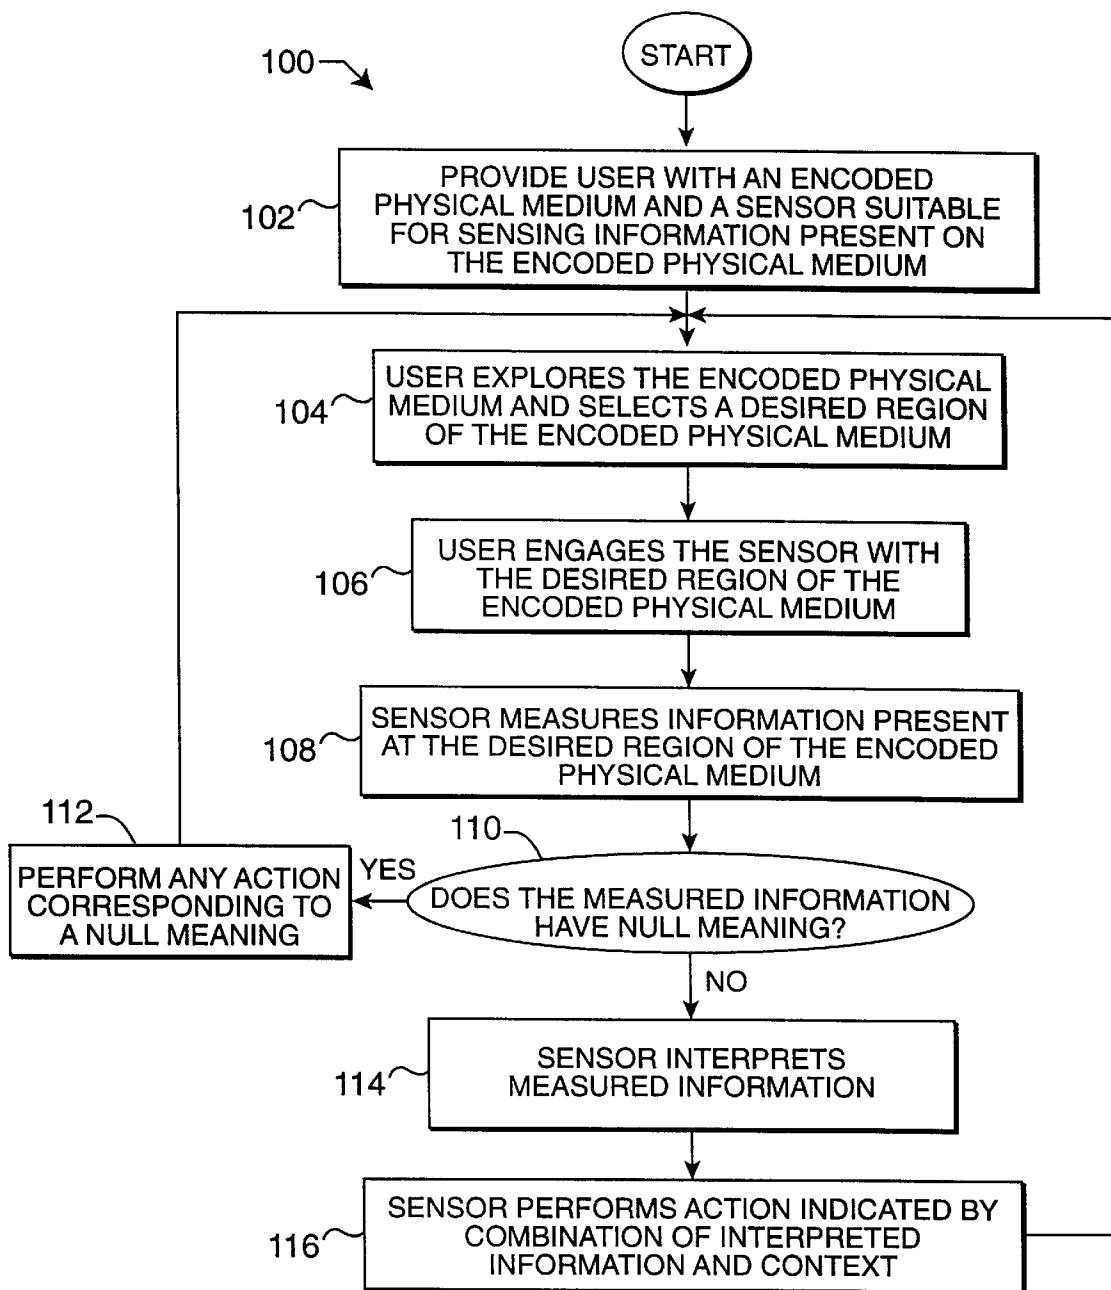 START
100
PROVIDE USER WITH AN ENCODED
PHYSICAL MEDIUM AND A SENSOR SUITABLE
FOR SENSING INFORMATION PRESENT ON
THE ENCODED PHYSICAL MEDIUM
102
USER EXPLORES THE ENCODED PHYSICAL
MEDIUM AND SELECTS A DESIRED REGION
OF THE ENCODED PHYSICAL MEDIUM
104
USER ENGAGES THE SENSOR WITH
THE DESIRED REGION OF THE
ENCODED PHYSICAL MEDIUM
106
SENSOR MEASURES INFORMATION PRESENT
AT THE DESIRED REGION OF THE ENCODED
PHYSICAL MEDIUM
108
110
DOES THE MEASURED INFORMATION
HAVE NULL MEANING?
YES
112
PERFORM ANY ACTION
CORRESPONDING TO
A NULL MEANING
NO
SENSOR INTERPRETS
MEASURED INFORMATION
114
SENSOR PERFORMS ACTION INDICATED BY
COMBINATION OF INTERPRETED
INFORMATION AND CONTEXT
116